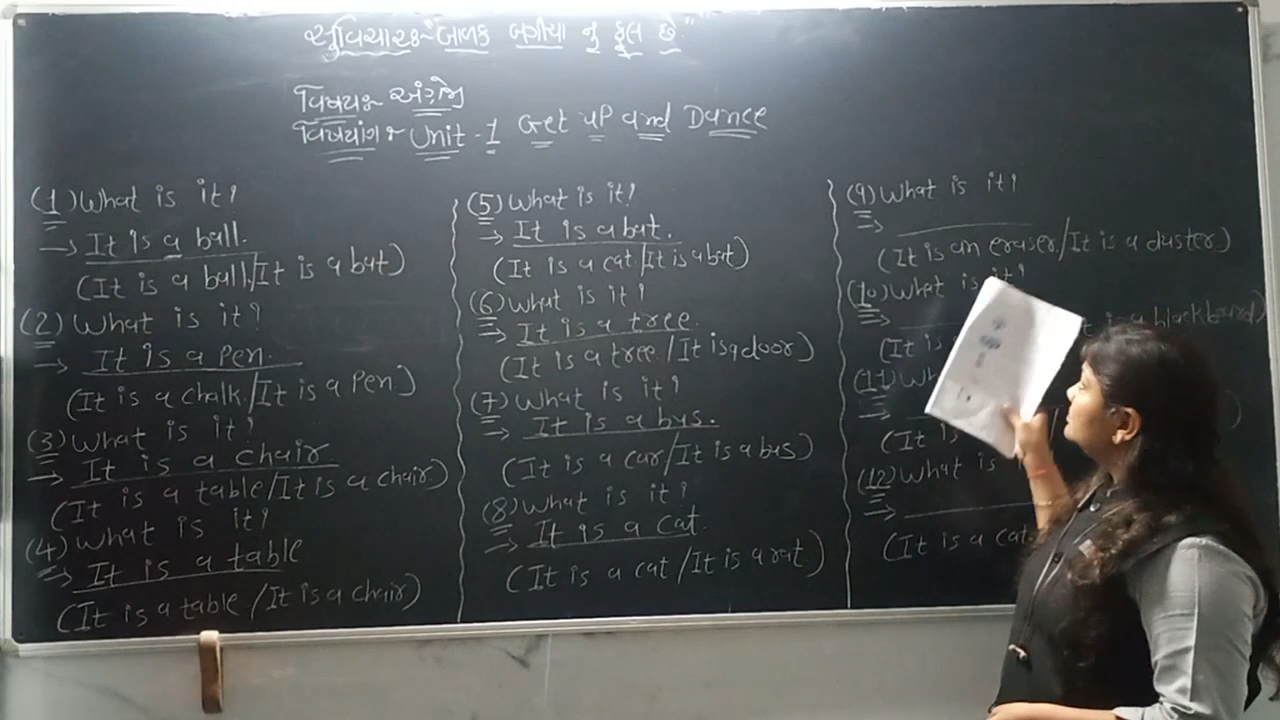 સુવિચારઃ- "બાળક બગીચા નુ ફૂલ છે"
વિષયઃ- અંગ્રેજી
વિષયાંગઃ- Unit - 1 Get up and Dance
(1) What is it?
→ It is a ball.
(It is a ball./It is a bat)
(2) What is it?
→ It is a Pen.
(It is a chalk./It is a Pen)
(3) What is it?
→ It is a chair
(It is a table/It is a chair.)
(4) What is it?
→ It is a table
(It is a table /It is a chair)
(5) What is it?
→ It is a bat.
(It is a cat./It is a bat)
(6) What is it?
→ It is a tree.
(It is a tree /It is a door)
(7) What is it?
→ It is a bus.
(It is a car/It is a bus)
(8) What is it?
→ It is a cat.
(It is a cat /It is a rat)
(9) What is it?
→
(It is an eraser/It is a duster)
(10) What is it?
→
(It is a blackboard)
(11)
→
(It is
(12) What is
→
(It is a cat